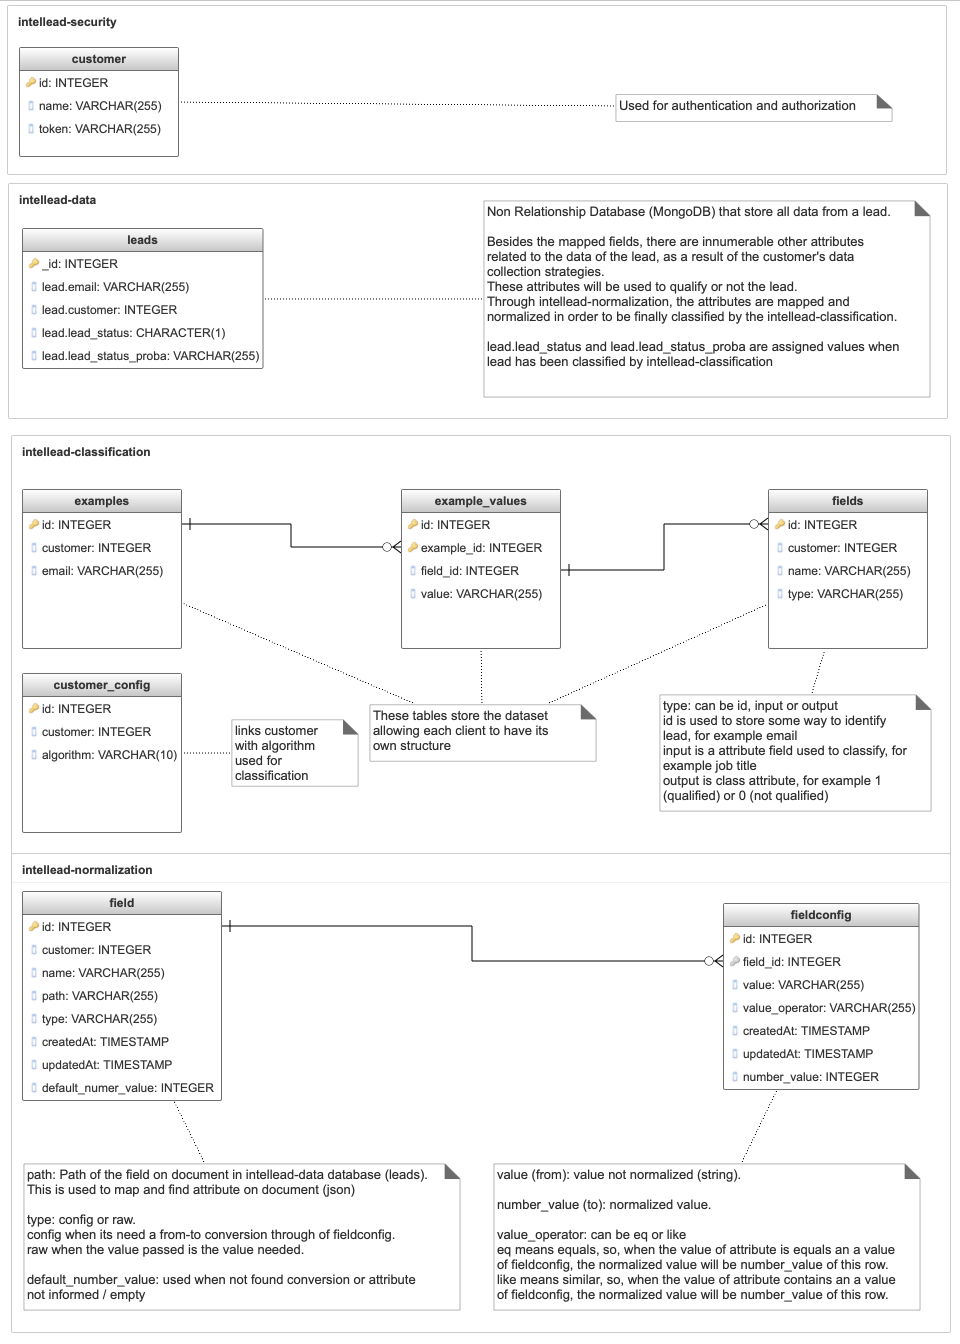 intellead-security
customer
id: INTEGER
name: VARCHAR(255)
token: VARCHAR(255)
Used for authentication and authorization
intellead-data
leads
_id: INTEGER
lead.email: VARCHAR(255)
lead.customer: INTEGER
lead.lead_status: CHARACTER(1)
lead.lead_status_proba: VARCHAR(255)
Non Relationship Database (MongoDB) that store all data from a lead.
Besides the mapped fields, there are innumerable other attributes
related to the data of the lead, as a result of the customer's data
collection strategies.
These attributes will be used to qualify or not the lead.
Through intellead-normalization, the attributes are mapped and
normalized in order to be finally classified by the intellead-classification.
lead.lead_status and lead.lead_status_proba are assigned values when
lead has been classified by intellead-classification
intellead-classification
examples
id: INTEGER
customer: INTEGER
email: VARCHAR(255)
example_values
id: INTEGER
example_id: INTEGER
field_id: INTEGER
value: VARCHAR(255)
fields
id: INTEGER
customer: INTEGER
name: VARCHAR(255)
type: VARCHAR(255)
customer_config
id: INTEGER
customer: INTEGER
algorithm: VARCHAR(10)
links customer
with algorithm
used for
classification
These tables store the dataset
allowing each client to have its
own structure
type: can be id, input or output
id is used to store some way to identify
lead, for example email
input is a attribute field used to classify, for
example job title
output is class attribute, for example 1
(qualified) or 0 (not qualified)
intellead-normalization
field
id: INTEGER
customer: INTEGER
name: VARCHAR(255)
path: VARCHAR(255)
type: VARCHAR(255)
createdAt: TIMESTAMP
updatedAt: TIMESTAMP
default_numer_value: INTEGER
fieldconfig
id: INTEGER
field_id: INTEGER
value: VARCHAR(255)
value_operator: VARCHAR(255)
createdAt: TIMESTAMP
updatedAt: TIMESTAMP
number_value: INTEGER
path: Path of the field on document in intellead-data database (leads).
This is used to map and find attribute on document (json)
type: config or raw.
config when its need a from-to conversion through of fieldconfig.
raw when the value passed is the value needed.
default_number_value: used when not found conversion or attribute
not informed / empty
value (from): value not normalized (string).
number_value (to): normalized value.
value_operator: can be eq or like
eq means equals, so, when the value of attribute is equals an a value
of fieldconfig, the normalized value will be number_value of this row.
like means similar, so, when the value of attribute contains an a value
of fieldconfig, the normalized value will be number_value of this row.